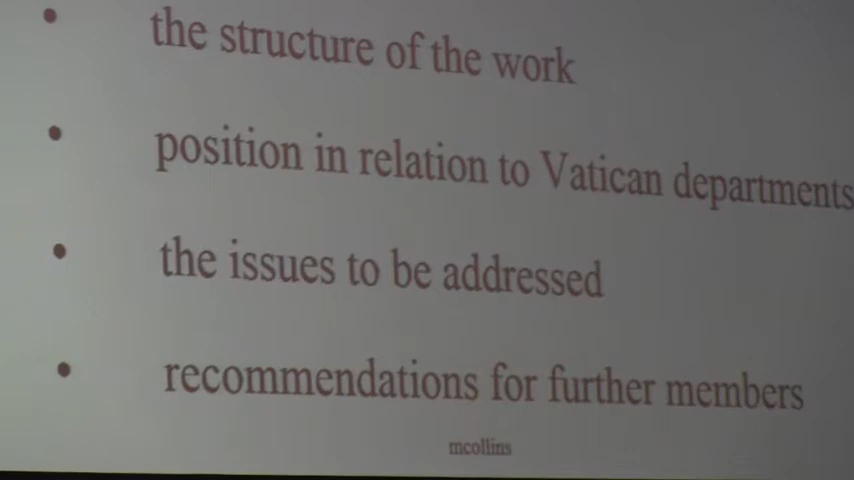 • the structure of the work
• position in relation to Vatican departments
• the issues to be addressed
• recommendations for further members
mcollins